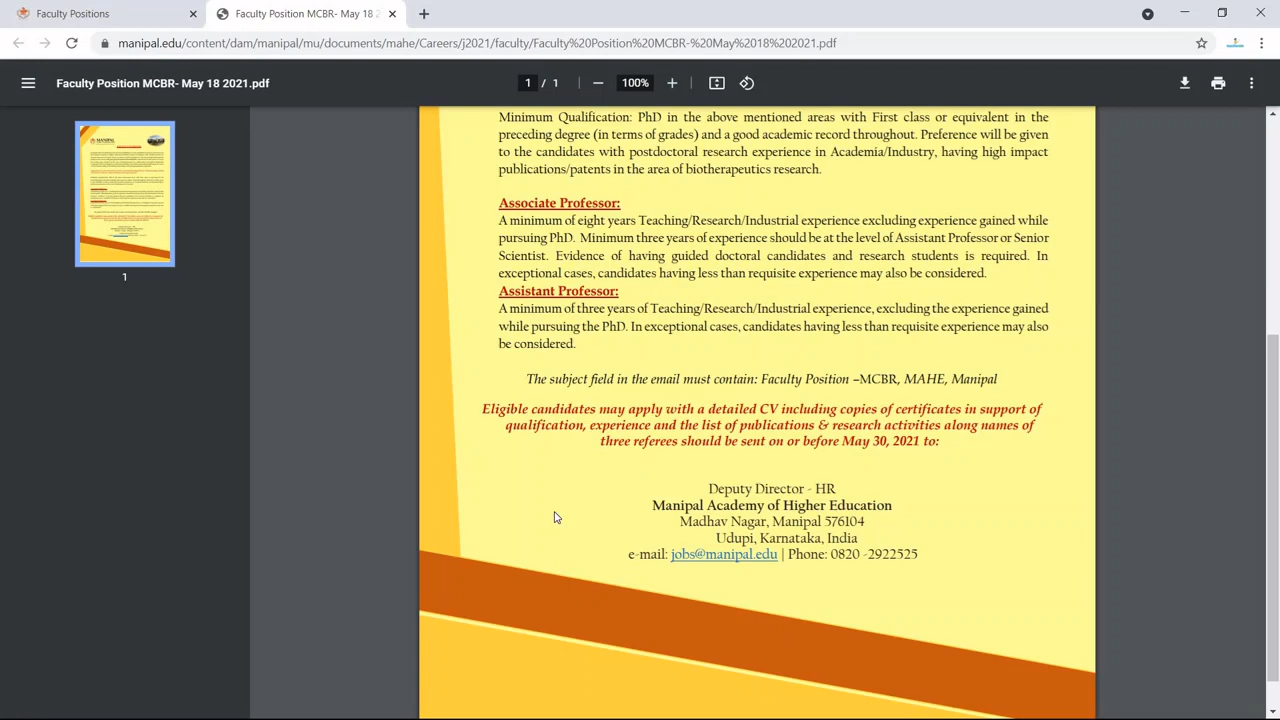 Faculty Positions
Faculty Position MCBR- May 18 2
manipal.edu/content/dam/manipal/mu/documents/mahe/Careers/j2021/faculty/Faculty%20Position%20MCBR-%20May%2018%202021.pdf
Faculty Position MCBR- May 18 2021.pdf
1 / 1
100%
1
Minimum Qualification: PhD in the above mentioned areas with First class or equivalent in the
preceding degree (in terms of grades) and a good academic record throughout. Preference will be given
to the candidates with postdoctoral research experience in Academia/Industry, having high impact
publications/patents in the area of biotherapeutics research.
Associate Professor:
A minimum of eight years Teaching/Research/Industrial experience excluding experience gained while
pursuing PhD. Minimum three years of experience should be at the level of Assistant Professor or Senior
Scientist. Evidence of having guided doctoral candidates and research students is required. In
exceptional cases, candidates having less than requisite experience may also be considered.
Assistant Professor:
A minimum of three years of Teaching/Research/Industrial experience, excluding the experience gained
while pursuing the PhD. In exceptional cases, candidates having less than requisite experience may also
be considered.
The subject field in the email must contain: Faculty Position –MCBR, MAHE, Manipal
Eligible candidates may apply with a detailed CV including copies of certificates in support of
qualification, experience and the list of publications & research activities along names of
three referees should be sent on or before May 30, 2021 to:
Deputy Director - HR
Manipal Academy of Higher Education
Madhav Nagar, Manipal 576104
Udupi, Karnataka, India
e-mail: jobs@manipal.edu | Phone: 0820 -2922525